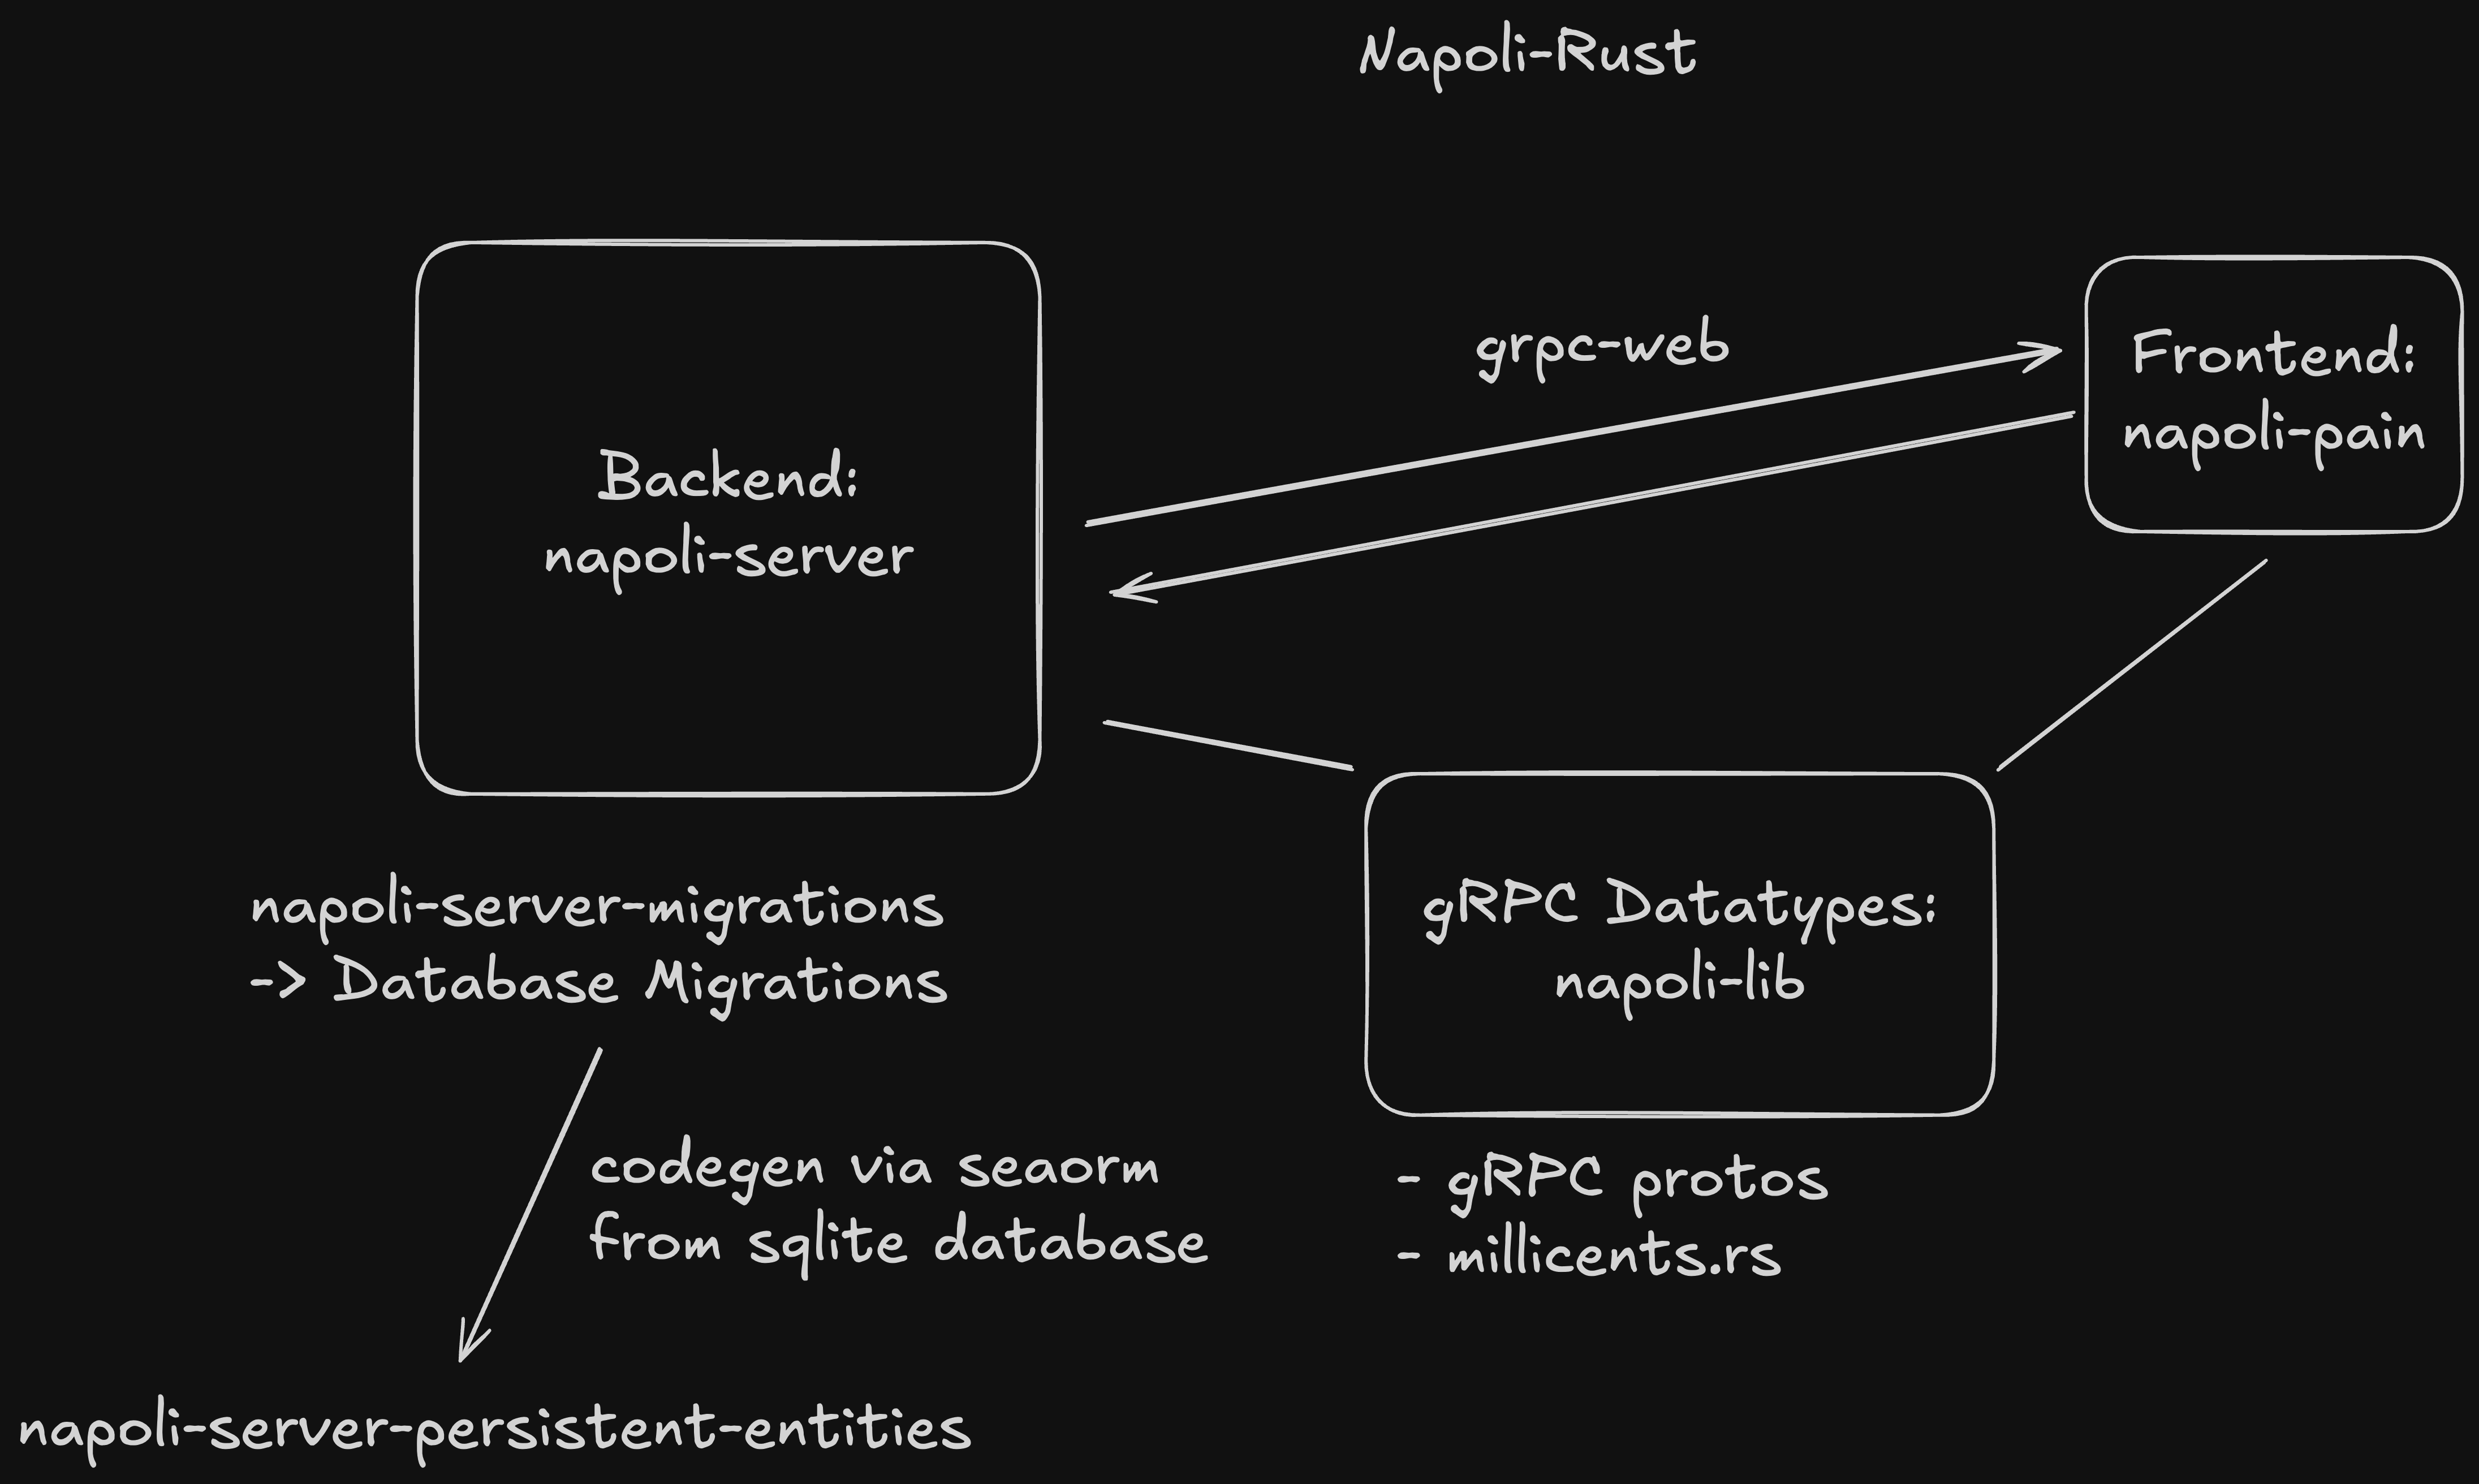 Napoli-Rust
Backend:
napoli-server
grpc-web
Frontend:
napoli-pain
napoli-server-migrations
-> Database Migrations
gRPC Datatypes:
napoli-lib
codegen via seaorm
from sqlite database
- gRPC protos
- millicents.rs
napoli-server-persistent-entities